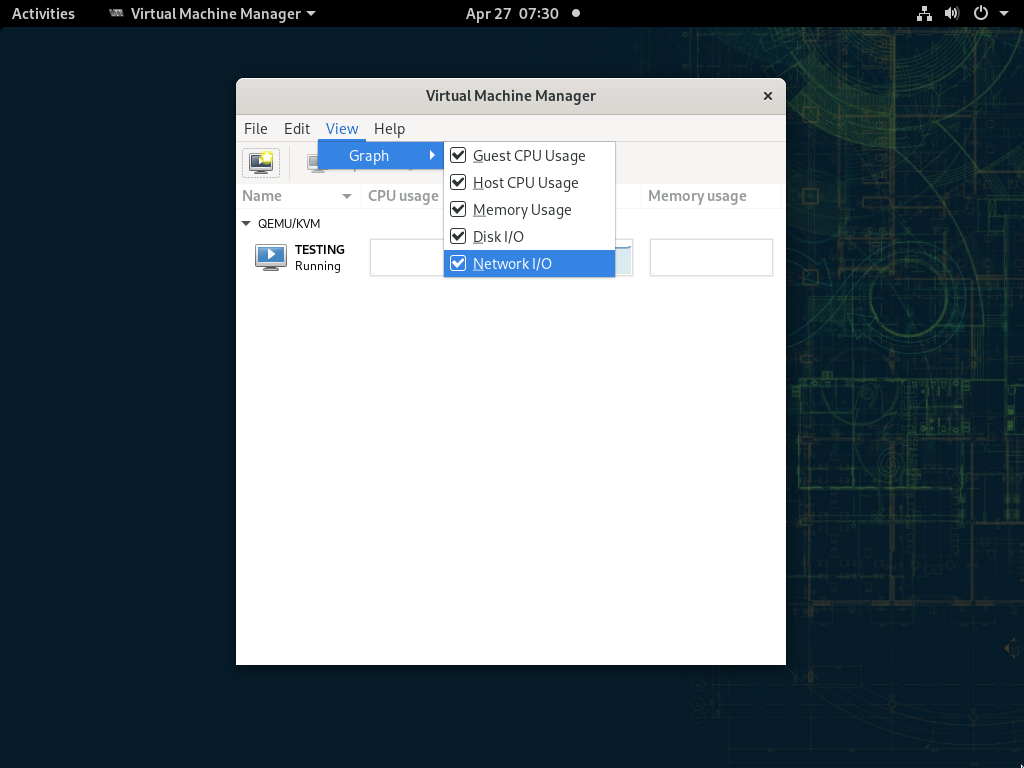 Activities
Virtual Machine Manager
Apr 27 07:30
Virtual Machine Manager
File Edit View Help
Graph
Guest CPU Usage
Host CPU Usage
Memory Usage
Disk I/O
Network I/O
Name CPU usage Memory usage
QEMU/KVM
TESTING
Running